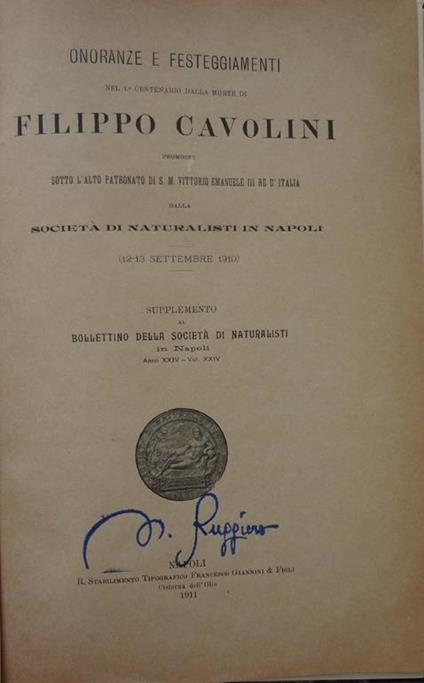 ONORANZE E FESTEGGIAMENTI
NEL 1.º CENTENARIO DALLA MORTE DI
FILIPPO CAVOLINI
PROMOSSE
SOTTO L'ALTO PATRONATO DI S. M. VITTORIO EMANUELE III RE D'ITALIA
DALLA
SOCIETÀ DI NATURALISTI IN NAPOLI
(12-13 SETTEMBRE 1910)
SUPPLEMENTO
AL
BOLLETTINO DELLA SOCIETÀ DI NATURALISTI
in Napoli
Anno XXIV - Vol. XXIV
Ruggiero
NAPOLI
R. STABILIMENTO TIPOGRAFICO FRANCESCO GIANNINI & FIGLI
Cisterna dell'Olio
1911